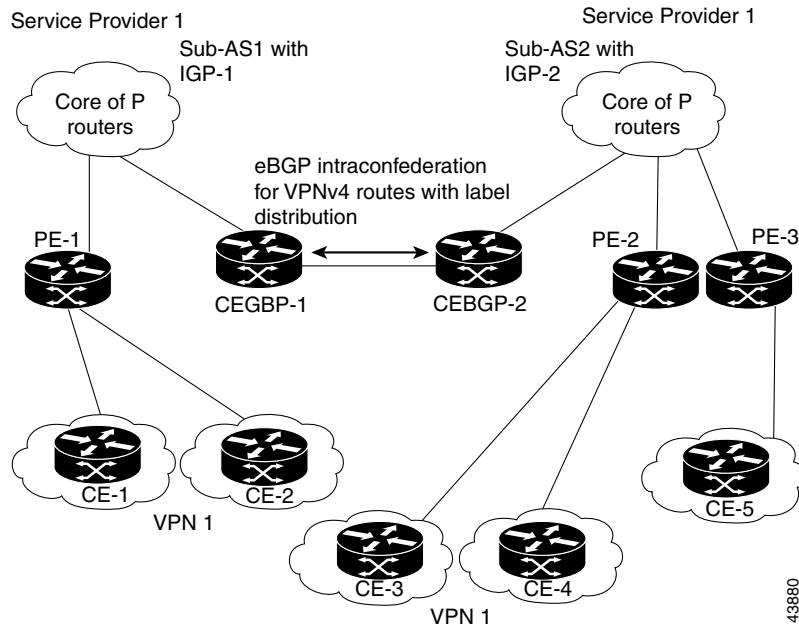 Service Provider 1
Service Provider 1
Sub-AS1 with
IGP-1
Sub-AS2 with
IGP-2
Core of P
routers
Core of P
routers
eBGP intraconfederation
for VPNv4 routes with label
distribution
PE-1
PE-2
PE-3
CEGBP-1
CEBGP-2
CE-1
CE-2
CE-5
VPN 1
CE-3
CE-4
VPN 1
43880